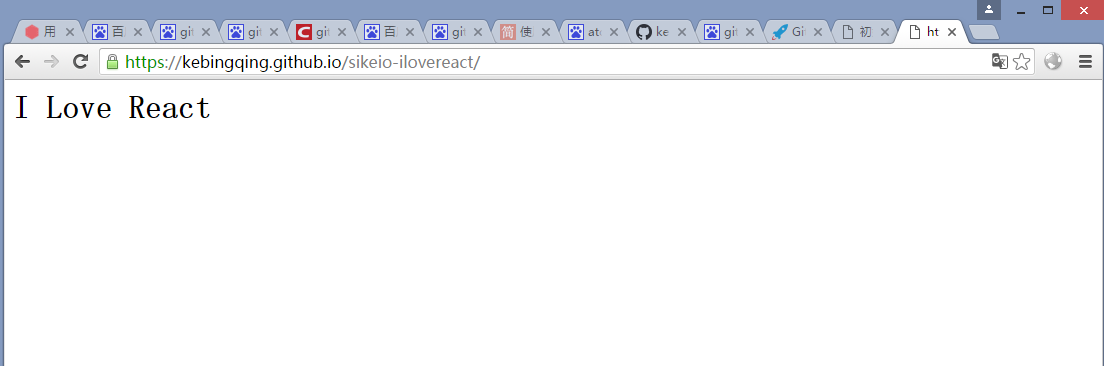 用 百 git git git 百 git 使 ato ke git Git 初 ht
https://kebingqing.github.io/sikeio-ilovereact/
I Love React